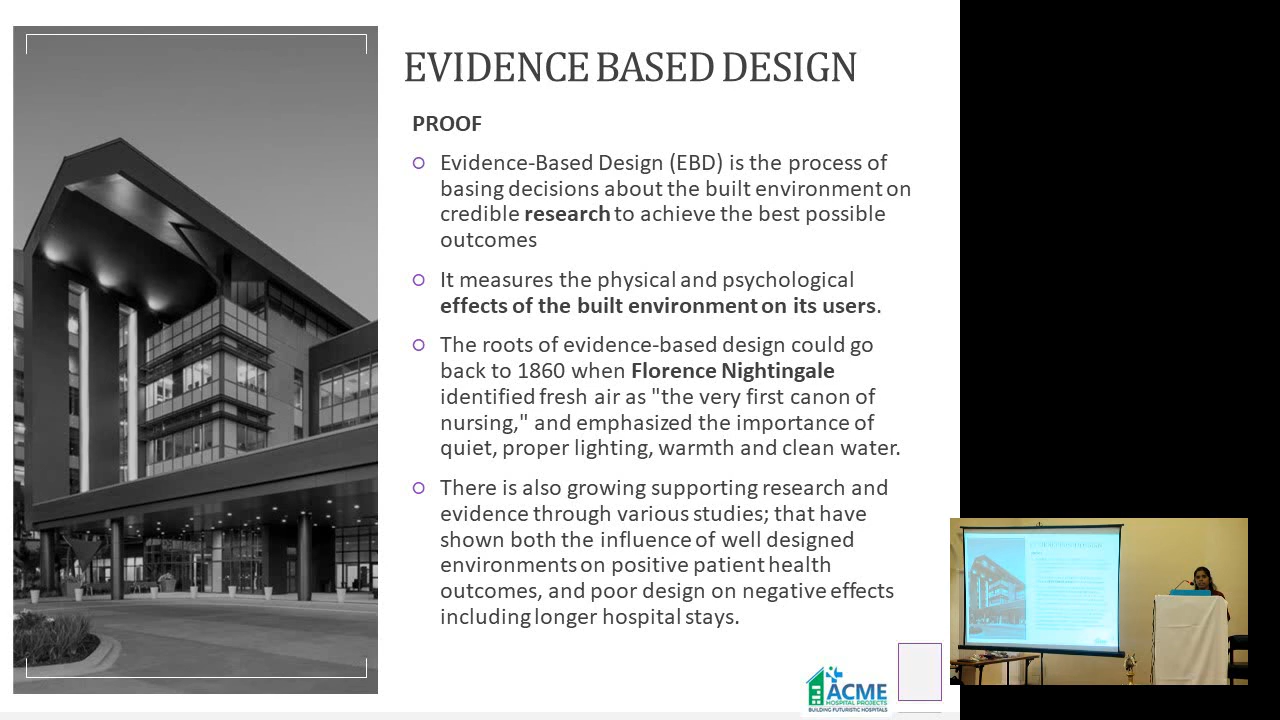 EVIDENCE BASED DESIGN
PROOF
Evidence-Based Design (EBD) is the process of
basing decisions about the built environment on
credible research to achieve the best possible
outcomes
It measures the physical and psychological
effects of the built environment on its users.
The roots of evidence-based design could go
back to 1860 when Florence Nightingale
identified fresh air as "the very first canon of
nursing," and emphasized the importance of
quiet, proper lighting, warmth and clean water.
There is also growing supporting research and
evidence through various studies; that have
shown both the influence of well designed
environments on positive patient health
outcomes, and poor design on negative effects
including longer hospital stays.
ACME
HOSPITAL PROJECTS
BUILDING FUTURISTIC HOSPITALS